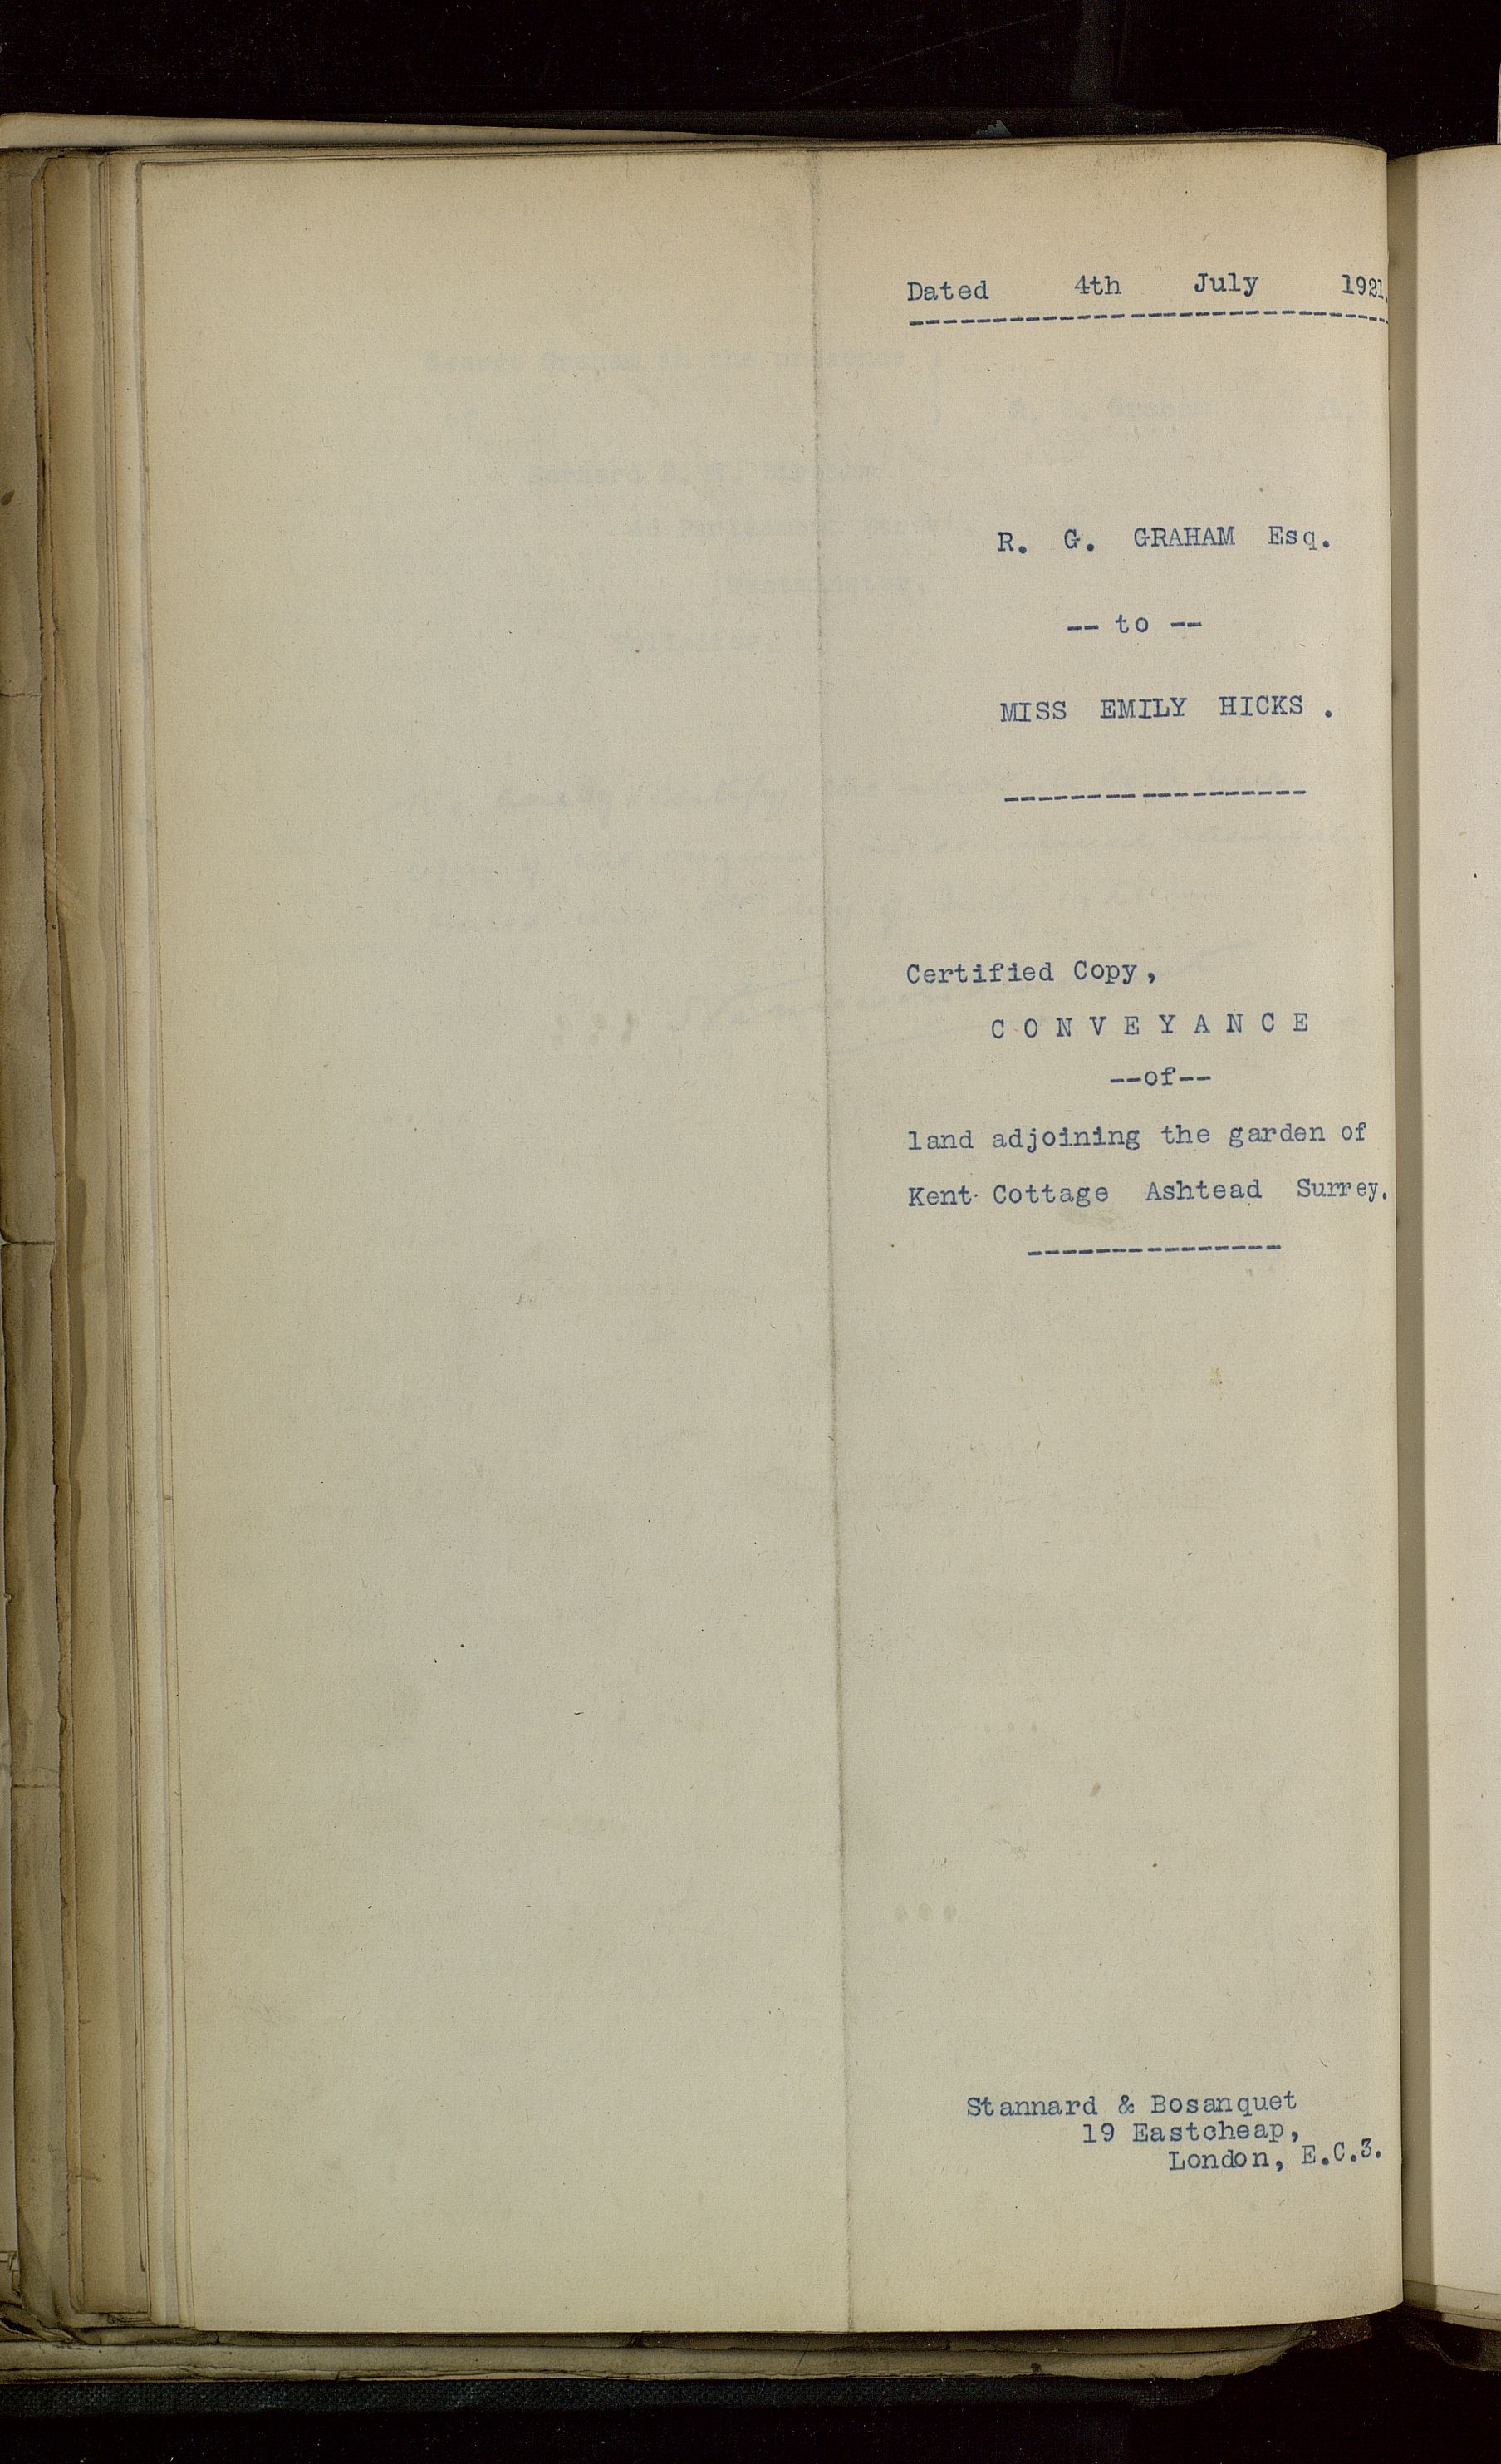 Dated 4th July 1921.
R. G. GRAHAM Esq.
-- to --
MISS EMILY HICKS .
Certified Copy,
C O N V E Y A N C E
--of--
land adjoining the garden of
Kent Cottage Ashtead Surrey.
Stannard & Bosanquet
19 Eastcheap,
London, E.C.3.